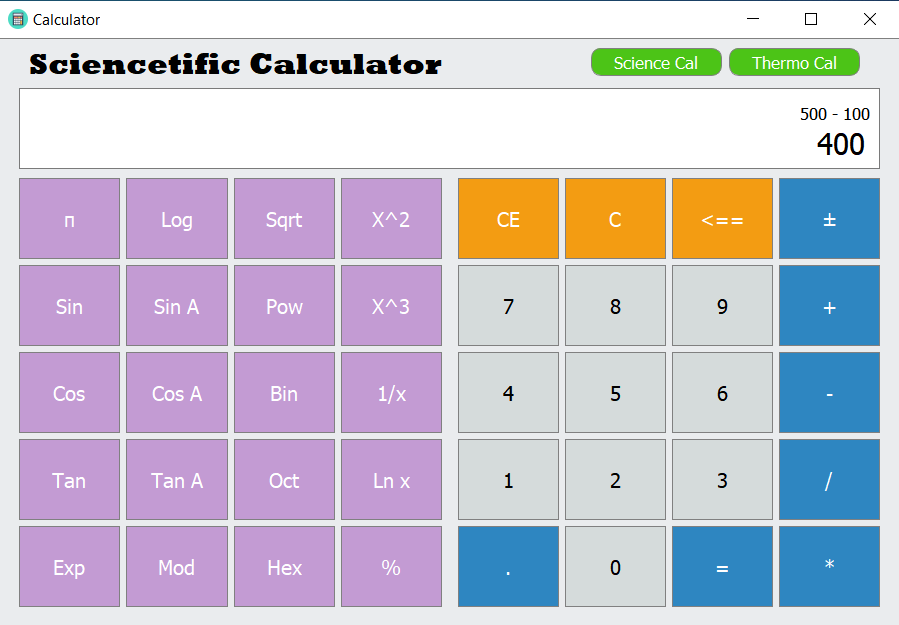 Calculator
Sciencetific Calculator Science Cal Thermo Cal
500 - 100
400
п Log Sqrt X^2 CE C <== ±
Sin Sin A Pow X^3 7 8 9 +
Cos Cos A Bin 1/x 4 5 6 -
Tan Tan A Oct Ln x 1 2 3 /
Exp Mod Hex % . 0 = *